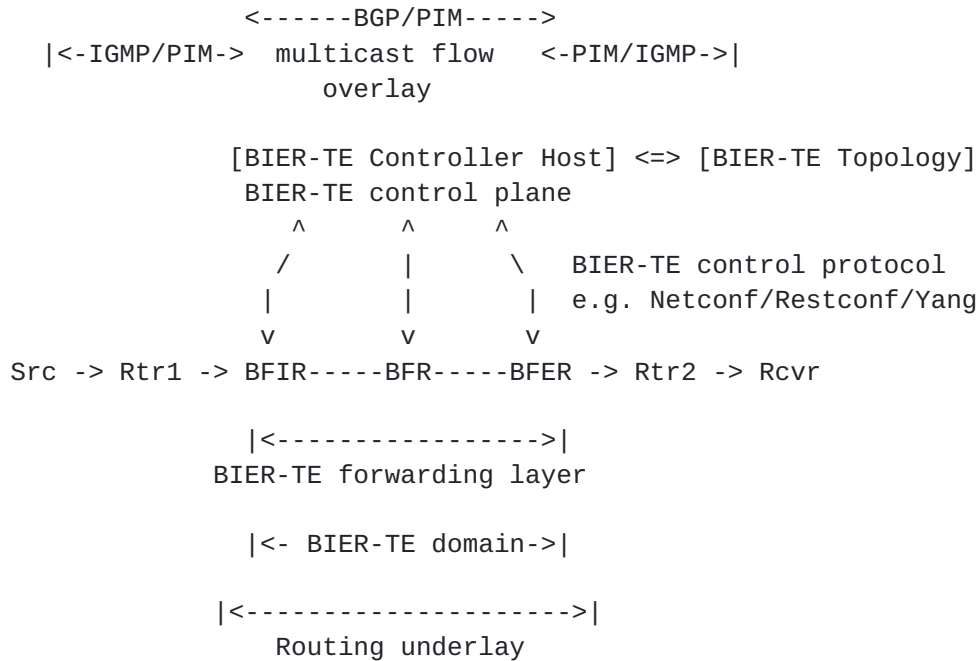 <------BGP/PIM----->
|<-IGMP/PIM->  multicast flow   <-PIM/IGMP->|
overlay
[BIER-TE Controller Host] <=> [BIER-TE Topology]
BIER-TE control plane
^      ^     ^
/       |      \   BIER-TE control protocol
|        |       |  e.g. Netconf/Restconf/Yang
v        v       v
Src -> Rtr1 -> BFIR-----BFR-----BFER -> Rtr2 -> Rcvr
|<----------------->|
BIER-TE forwarding layer
|<- BIER-TE domain->|
|<--------------------->|
Routing underlay